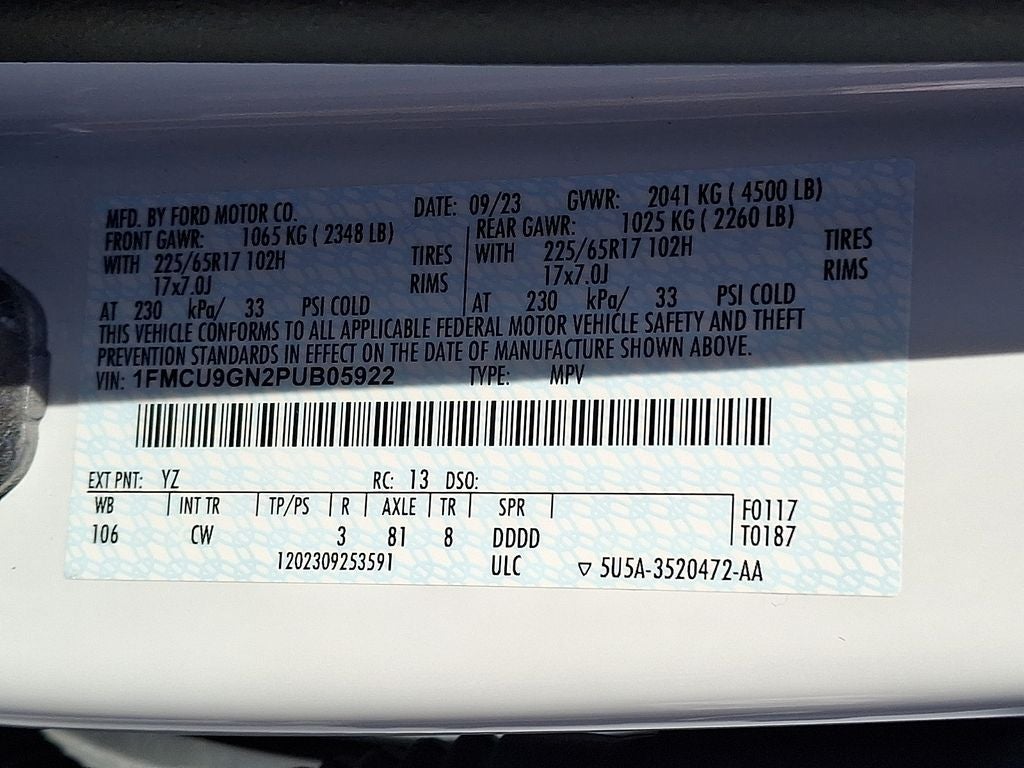 MFD. BY FORD MOTOR CO. DATE: 09/23 GVWR: 2041 KG ( 4500 LB)
FRONT GAWR: 1065 KG ( 2348 LB) REAR GAWR: 1025 KG ( 2260 LB)
WITH 225/65R17 102H TIRES WITH 225/65R17 102H TIRES
17x7.0J RIMS 17x7.0J RIMS
AT 230 kPa/ 33 PSI COLD AT 230 kPa/ 33 PSI COLD
THIS VEHICLE CONFORMS TO ALL APPLICABLE FEDERAL MOTOR VEHICLE SAFETY AND THEFT
PREVENTION STANDARDS IN EFFECT ON THE DATE OF MANUFACTURE SHOWN ABOVE.
VIN: 1FMCU9GN2PUB05922 TYPE: MPV
EXT PNT: YZ RC: 13 DSO:
WB INT TR TP/PS R AXLE TR SPR F0117
106 CW 3 81 8 DDDD T0187
1202309253591 ULC ▽ 5U5A-3520472-AA